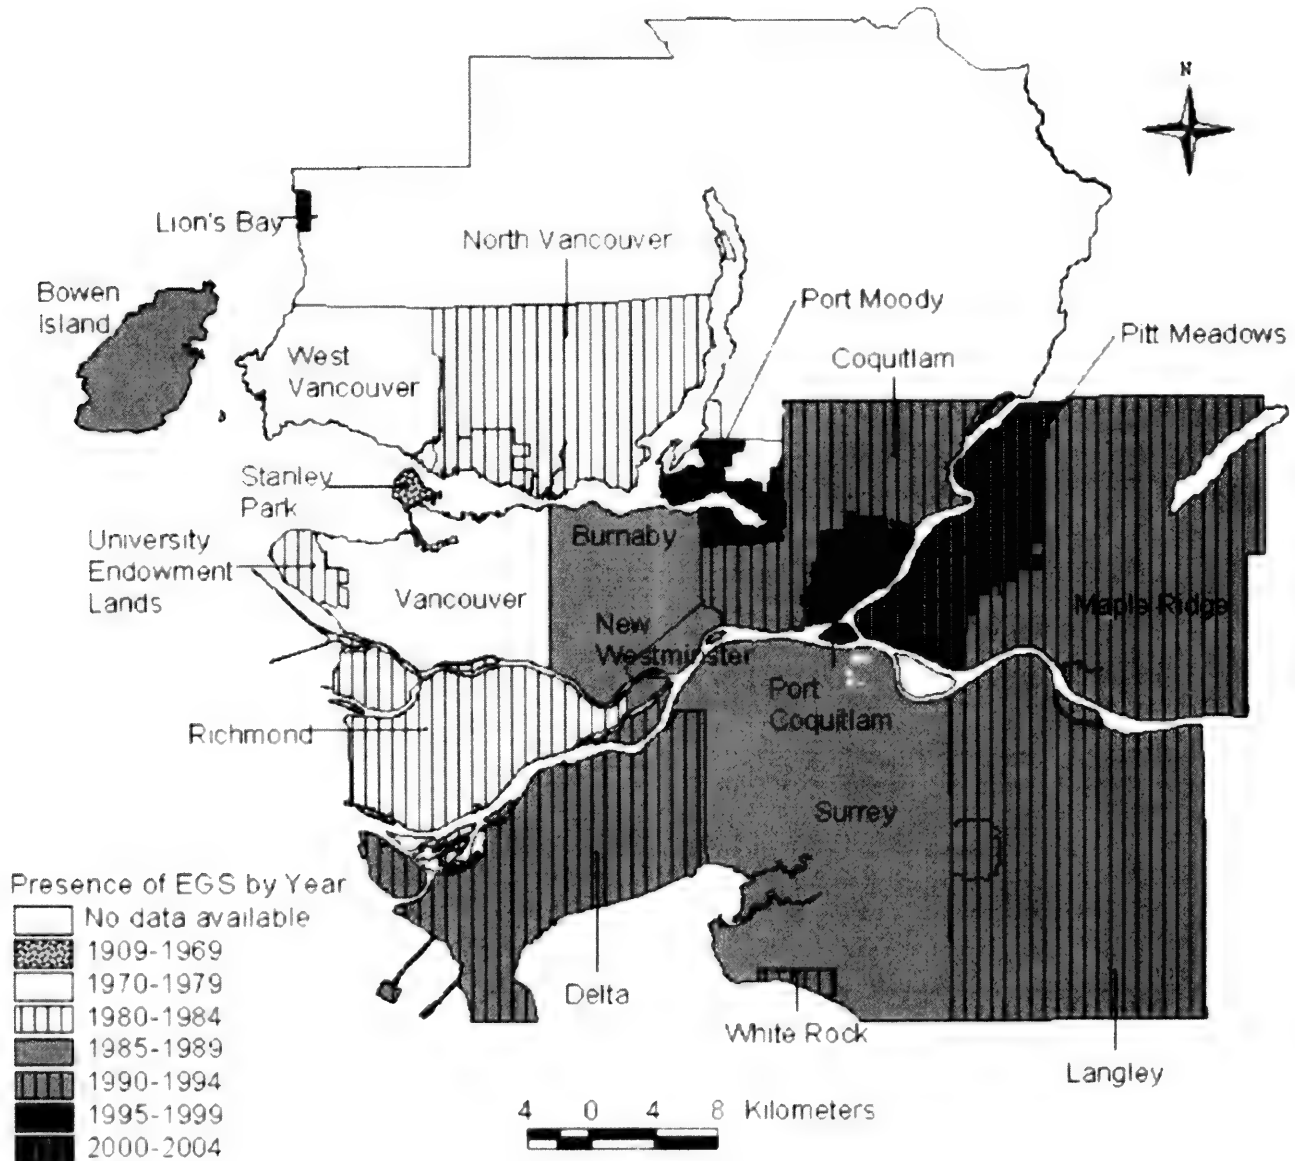 N
Lion's Bay
North Vancouver
Bowen
Island
Port Moody
Pitt Meadows
Coquitlam
West
Vancouver
Stanley
Park
University
Endowment
Lands
Burnaby
Vancouver
New
Westminster
Maple Ridge
Port
Coquitlam
Richmond
Surrey
Delta
White Rock
Langley
Presence of EGS by Year
No data available
1909-1969
1970-1979
1980-1984
1985-1989
1990-1994
1995-1999
2000-2004
4 0 4 8 Kilometers